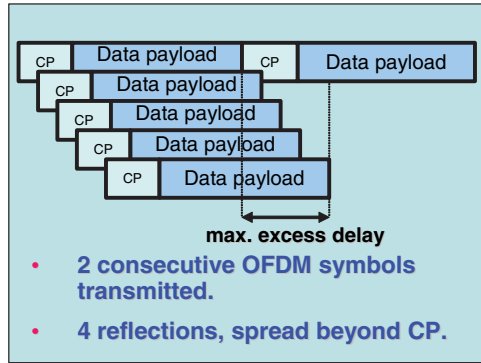 CP Data payload CP Data payload
CP Data payload
CP Data payload
CP Data payload
CP Data payload
max. excess delay
• 2 consecutive OFDM symbols
transmitted.
• 4 reflections, spread beyond CP.